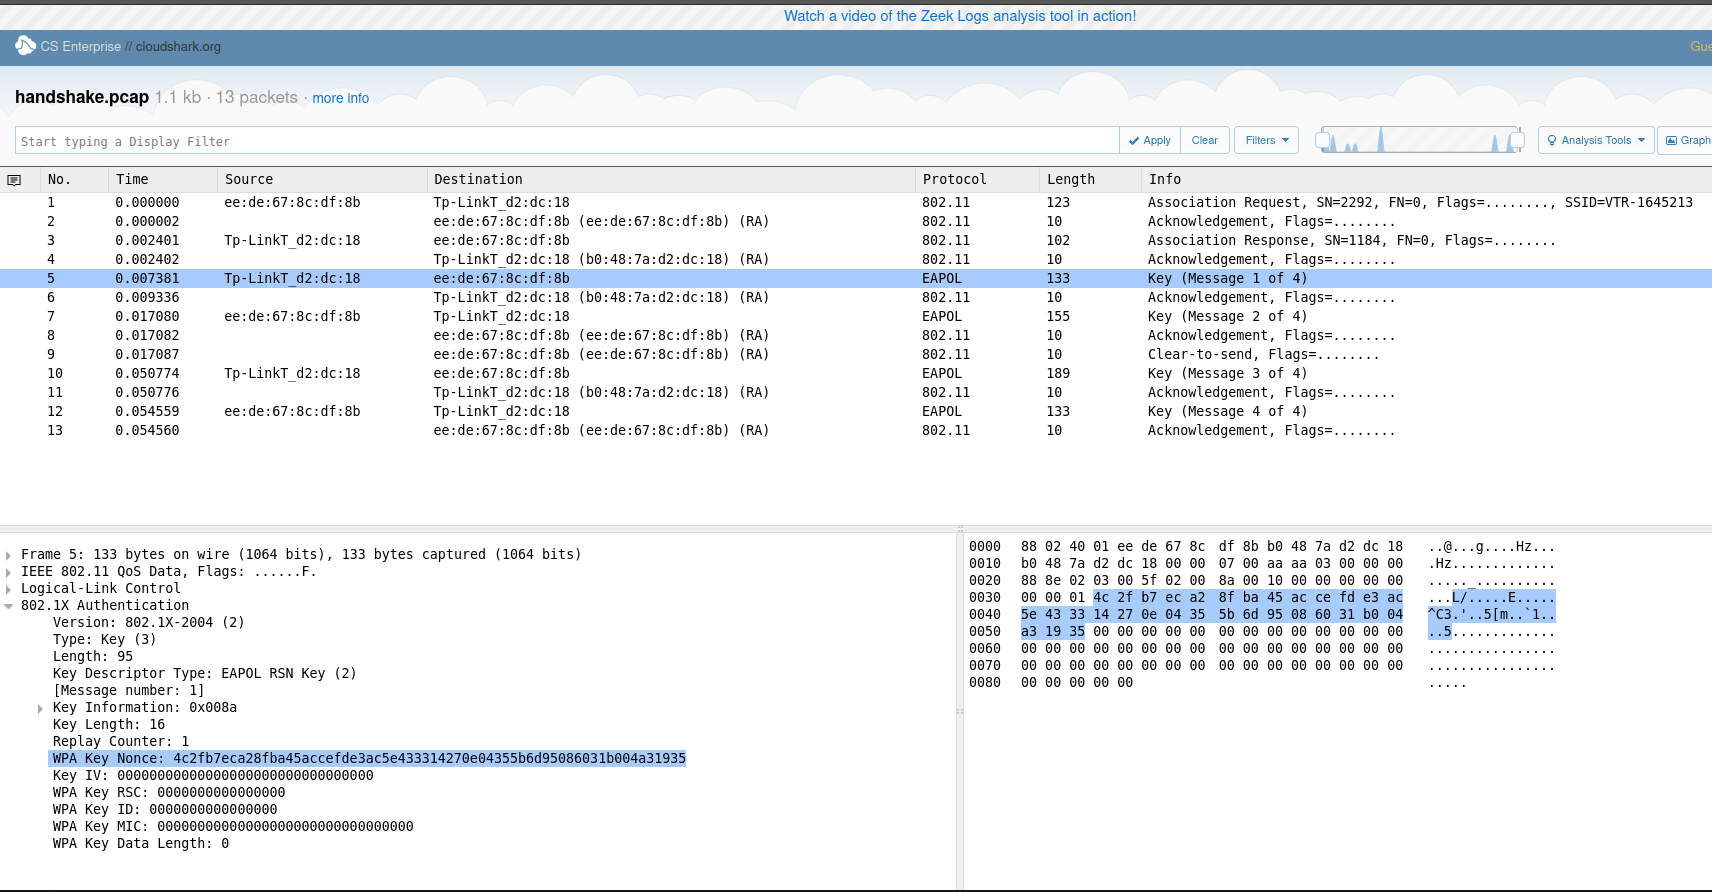 Watch a video of the Zeek Logs analysis tool in action!
CS Enterprise // cloudshark.org Gue
handshake.pcap 1.1 kb · 13 packets · more info
Start typing a Display Filter Apply Clear Filters Analysis Tools Graph
No. Time Source Destination Protocol Length Info
1 0.000000 ee:de:67:8c:df:8b Tp-LinkT_d2:dc:18 802.11 123 Association Request, SN=2292, FN=0, Flags=........, SSID=VTR-1645213
2 0.000002 ee:de:67:8c:df:8b (ee:de:67:8c:df:8b) (RA) 802.11 10 Acknowledgement, Flags=........
3 0.002401 Tp-LinkT_d2:dc:18 ee:de:67:8c:df:8b 802.11 102 Association Response, SN=1184, FN=0, Flags=........
4 0.002402 Tp-LinkT_d2:dc:18 (b0:48:7a:d2:dc:18) (RA) 802.11 10 Acknowledgement, Flags=........
5 0.007381 Tp-LinkT_d2:dc:18 ee:de:67:8c:df:8b EAPOL 133 Key (Message 1 of 4)
6 0.009336 Tp-LinkT_d2:dc:18 (b0:48:7a:d2:dc:18) (RA) 802.11 10 Acknowledgement, Flags=........
7 0.017080 ee:de:67:8c:df:8b Tp-LinkT_d2:dc:18 EAPOL 155 Key (Message 2 of 4)
8 0.017082 ee:de:67:8c:df:8b (ee:de:67:8c:df:8b) (RA) 802.11 10 Acknowledgement, Flags=........
9 0.017087 ee:de:67:8c:df:8b (ee:de:67:8c:df:8b) (RA) 802.11 10 Clear-to-send, Flags=........
10 0.050774 Tp-LinkT_d2:dc:18 ee:de:67:8c:df:8b EAPOL 189 Key (Message 3 of 4)
11 0.050776 Tp-LinkT_d2:dc:18 (b0:48:7a:d2:dc:18) (RA) 802.11 10 Acknowledgement, Flags=........
12 0.054559 ee:de:67:8c:df:8b Tp-LinkT_d2:dc:18 EAPOL 133 Key (Message 4 of 4)
13 0.054560 ee:de:67:8c:df:8b (ee:de:67:8c:df:8b) (RA) 802.11 10 Acknowledgement, Flags=........
Frame 5: 133 bytes on wire (1064 bits), 133 bytes captured (1064 bits)
IEEE 802.11 QoS Data, Flags: ......F.
Logical-Link Control
802.1X Authentication
Version: 802.1X-2004 (2)
Type: Key (3)
Length: 95
Key Descriptor Type: EAPOL RSN Key (2)
[Message number: 1]
Key Information: 0x008a
Key Length: 16
Replay Counter: 1
WPA Key Nonce: 4c2fb7eca28fba45accefde3ac5e433314270e04355b6d95086031b004a31935
Key IV: 00000000000000000000000000000000
WPA Key RSC: 0000000000000000
WPA Key ID: 0000000000000000
WPA Key MIC: 00000000000000000000000000000000
WPA Key Data Length: 0
0000 88 02 40 01 ee de 67 8c df 8b b0 48 7a d2 dc 18 ..@...g....Hz...
0010 b0 48 7a d2 dc 18 00 00 07 00 aa aa 03 00 00 00 .Hz.............
0020 88 8e 02 03 00 5f 02 00 8a 00 10 00 00 00 00 00 ....._..........
0030 00 00 01 4c 2f b7 ec a2 8f ba 45 ac ce fd e3 ac ...L/.....E.....
0040 5e 43 33 14 27 0e 04 35 5b 6d 95 08 60 31 b0 04 ^C3.'..5[m..`1..
0050 a3 19 35 00 00 00 00 00 00 00 00 00 00 00 00 00 ..5.............
0060 00 00 00 00 00 00 00 00 00 00 00 00 00 00 00 00 ................
0070 00 00 00 00 00 00 00 00 00 00 00 00 00 00 00 00 ................
0080 00 00 00 00 00 .....